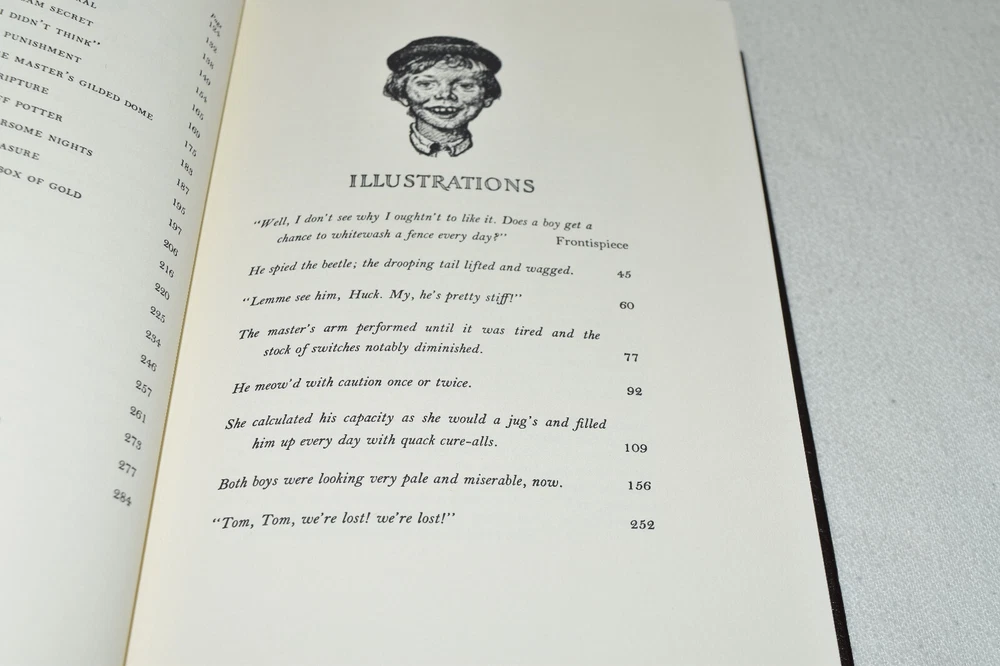 AM SECRET
I DIDN'T THINK"
PUNISHMENT
E MASTER'S GILDED DOME
RIPTURE
FF POTTER
RSOME NIGHTS
ASURE
BOX OF GOLD
Page
124
132
138
149
154
165
169
175
183
187
195
197
206
216
220
225
234
246
257
261
273
277
284
ILLUSTRATIONS
"Well, I don't see why I oughtn't to like it. Does a boy get a
chance to whitewash a fence every day?" Frontispiece
He spied the beetle; the drooping tail lifted and wagged. 45
"Lemme see him, Huck. My, he's pretty stiff!" 60
The master's arm performed until it was tired and the
stock of switches notably diminished. 77
He meow'd with caution once or twice. 92
She calculated his capacity as she would a jug's and filled
him up every day with quack cure-alls. 109
Both boys were looking very pale and miserable, now. 156
"Tom, Tom, we're lost! we're lost!" 252